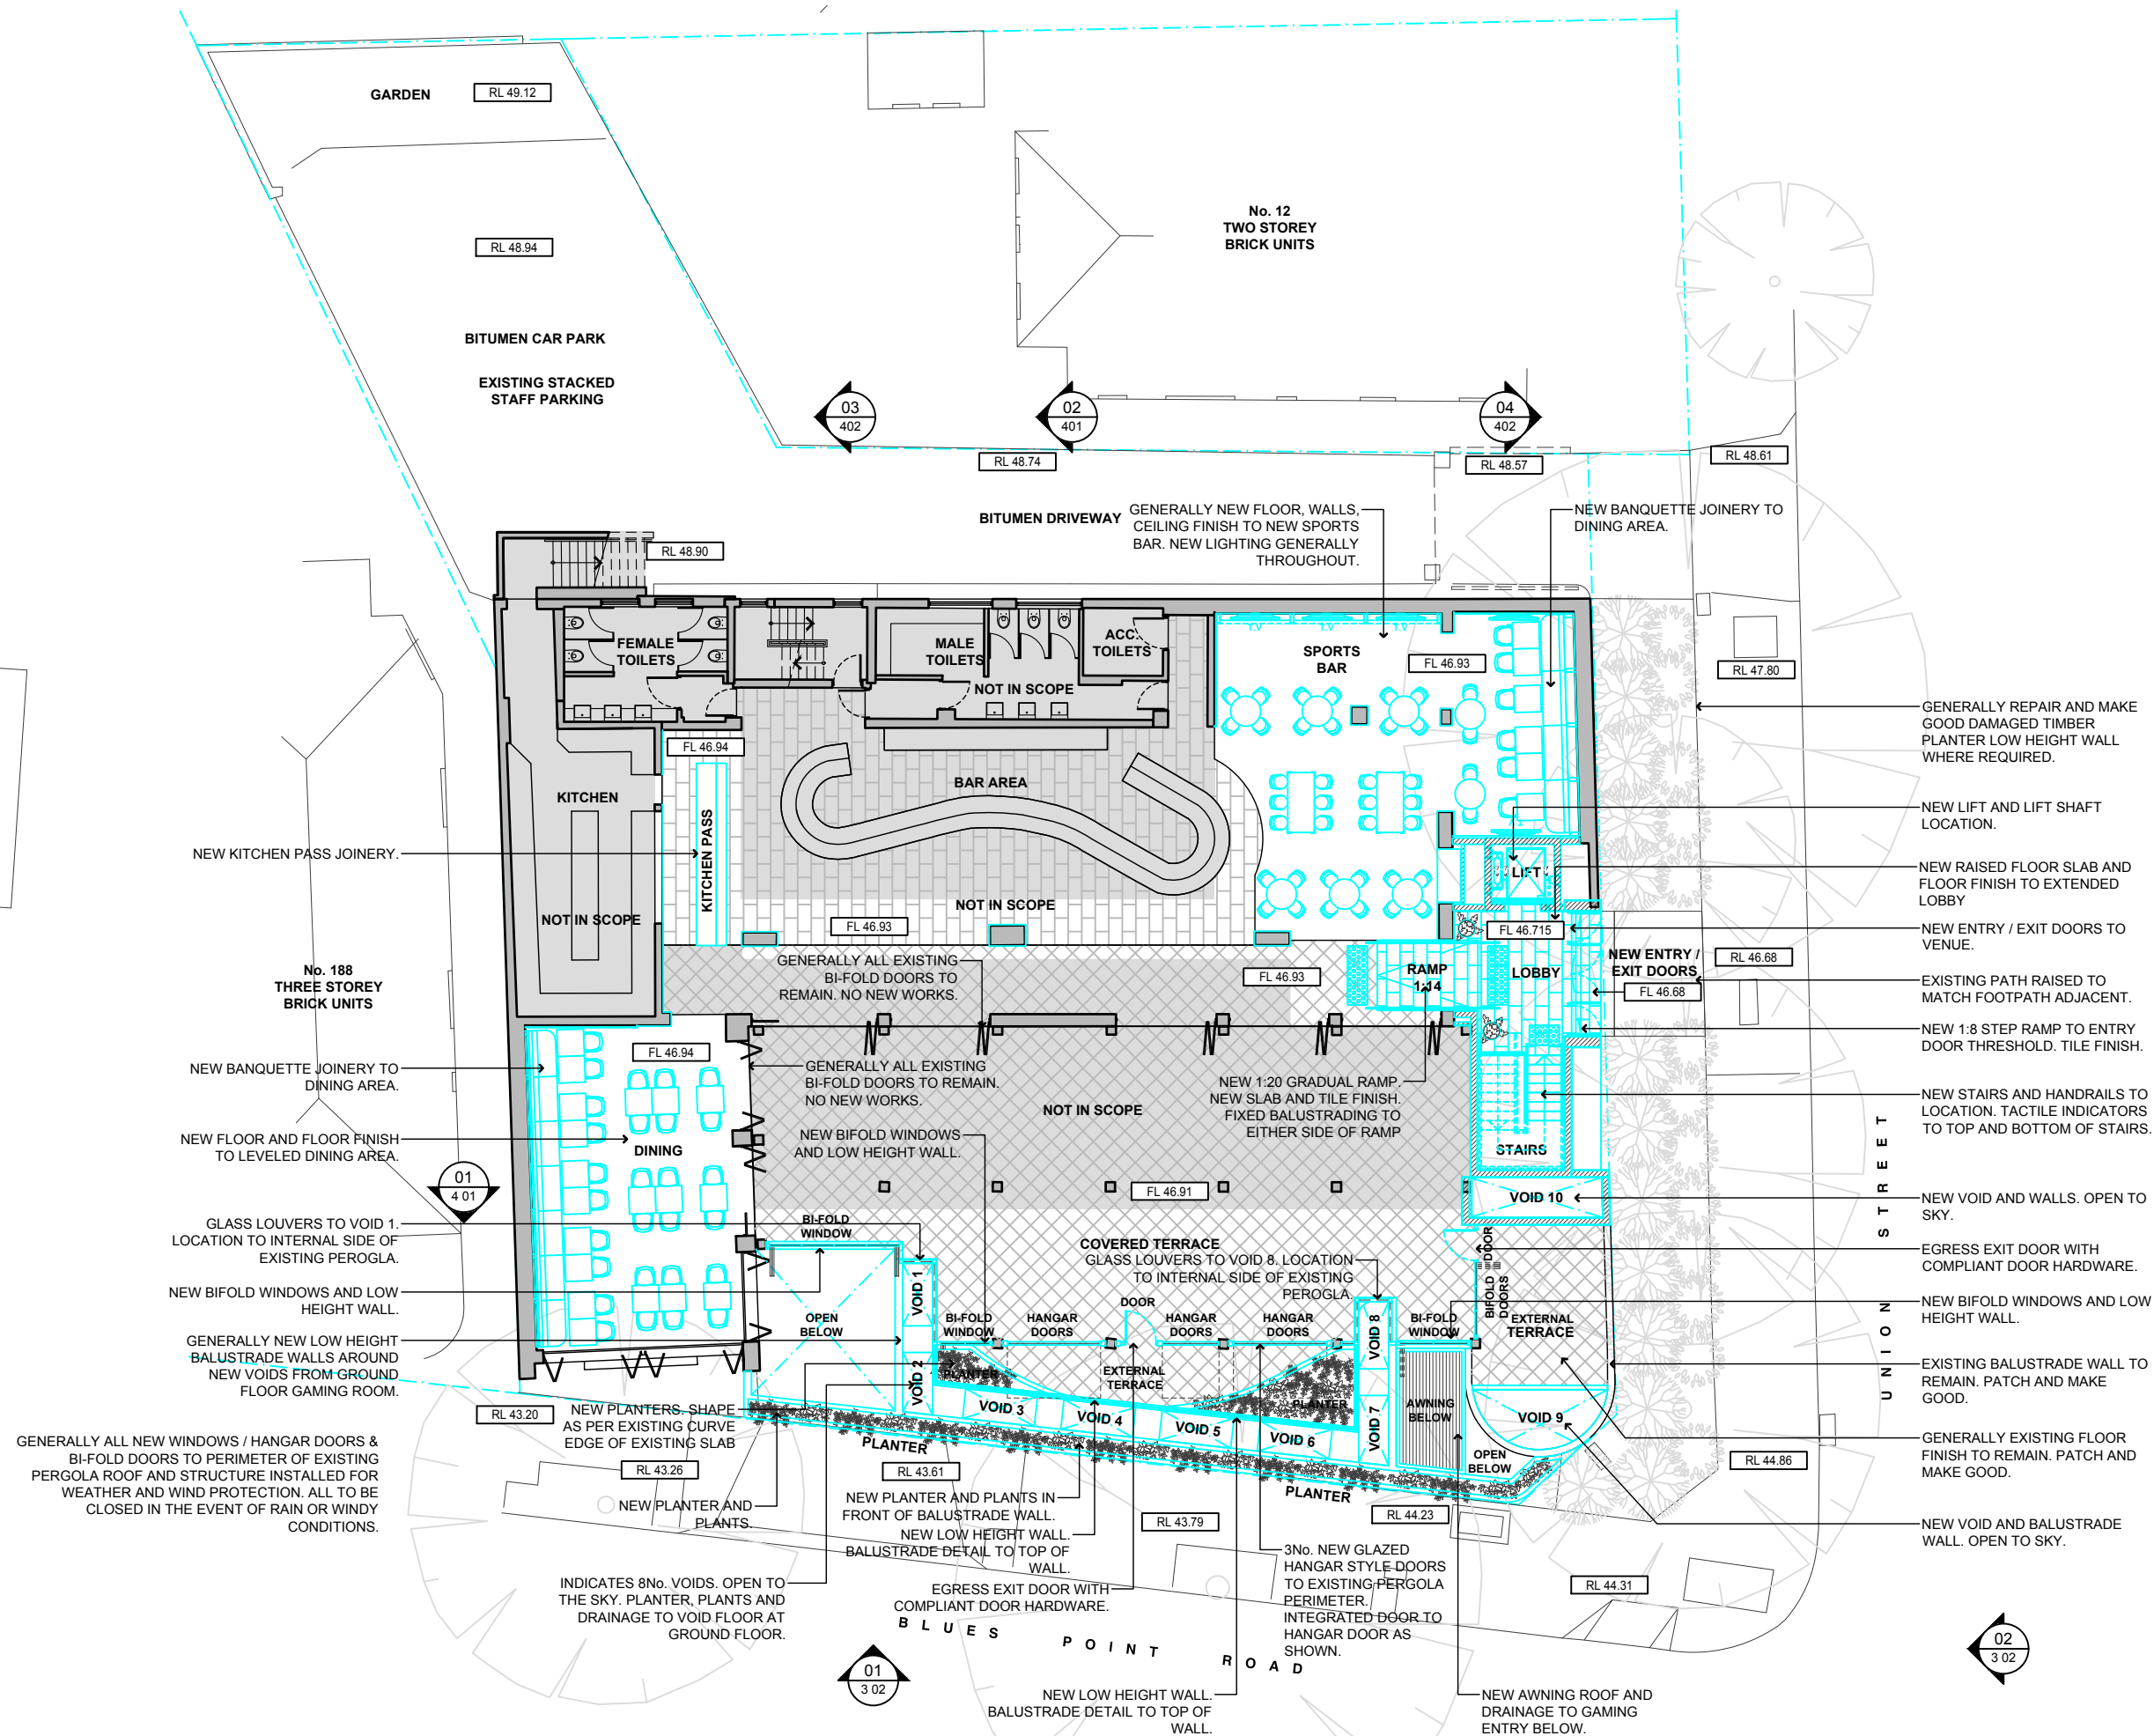 GARDEN
RL 49.12
RL 48.94
No. 12
TWO STOREY
BRICK UNITS
BITUMEN CAR PARK
EXISTING STACKED
STAFF PARKING
03
402
02
401
04
402
RL 48.74
RL 48.57
RL 48.61
BITUMEN DRIVEWAY
GENERALLY NEW FLOOR, WALLS,
CEILING FINISH TO NEW SPORTS
BAR. NEW LIGHTING GENERALLY
THROUGHOUT.
NEW BANQUETTE JOINERY TO
DINING AREA.
RL 48.90
FEMALE
TOILETS
MALE
TOILETS
ACC.
TOILETS
NOT IN SCOPE
T.V
T.V
SPORTS
BAR
FL 46.93
RL 47.80
GENERALLY REPAIR AND MAKE
GOOD DAMAGED TIMBER
PLANTER LOW HEIGHT WALL
WHERE REQUIRED.
FL 46.94
BAR AREA
KITCHEN
KITCHEN PASS
NEW LIFT AND LIFT SHAFT
LOCATION.
NEW KITCHEN PASS JOINERY.
LIFT
NEW RAISED FLOOR SLAB AND
FLOOR FINISH TO EXTENDED
LOBBY
NOT IN SCOPE
NOT IN SCOPE
FL 46.93
FL 46.715
NEW ENTRY / EXIT DOORS TO
VENUE.
No. 188
THREE STOREY
BRICK UNITS
GENERALLY ALL EXISTING
BI-FOLD DOORS TO
REMAIN. NO NEW WORKS.
FL 46.93
RAMP
1:14
LOBBY
NEW ENTRY /
EXIT DOORS
RL 46.68
FL 46.68
EXISTING PATH RAISED TO
MATCH FOOTPATH ADJACENT.
NEW 1:8 STEP RAMP TO ENTRY
DOOR THRESHOLD. TILE FINISH.
FL 46.94
NEW BANQUETTE JOINERY TO
DINING AREA.
GENERALLY ALL EXISTING
BI-FOLD DOORS TO REMAIN.
NO NEW WORKS.
NOT IN SCOPE
NEW 1:20 GRADUAL RAMP.
NEW SLAB AND TILE FINISH.
FIXED BALUSTRADING TO
EITHER SIDE OF RAMP
NEW STAIRS AND HANDRAILS TO
LOCATION. TACTILE INDICATORS
TO TOP AND BOTTOM OF STAIRS.
NEW FLOOR AND FLOOR FINISH
TO LEVELED DINING AREA.
DINING
NEW BIFOLD WINDOWS
AND LOW HEIGHT WALL.
STAIRS
UNION STREET
01
4 01
FL 46.91
VOID 10
NEW VOID AND WALLS. OPEN TO
SKY.
GLASS LOUVERS TO VOID 1.
LOCATION TO INTERNAL SIDE OF
EXISTING PEROGLA.
BI-FOLD
WINDOW
COVERED TERRACE
GLASS LOUVERS TO VOID 8. LOCATION
TO INTERNAL SIDE OF EXISTING
PEROGLA.
DOOR
BIFOLD
DOORS
EGRESS EXIT DOOR WITH
COMPLIANT DOOR HARDWARE.
NEW BIFOLD WINDOWS AND LOW
HEIGHT WALL.
OPEN
BELOW
VOID 1
BI-FOLD
WINDOW
HANGAR
DOORS
DOOR
HANGAR
DOORS
HANGAR
DOORS
VOID 8
BI-FOLD
WINDOW
EXTERNAL
TERRACE
NEW BIFOLD WINDOWS AND LOW
HEIGHT WALL.
GENERALLY NEW LOW HEIGHT
BALUSTRADE WALLS AROUND
NEW VOIDS FROM GROUND
FLOOR GAMING ROOM.
VOID 2
PLANTER
EXTERNAL
TERRACE
PLANTER
VOID 3
VOID 4
VOID 5
VOID 6
VOID 7
AWNING
BELOW
VOID 9
OPEN
BELOW
EXISTING BALUSTRADE WALL TO
REMAIN. PATCH AND MAKE
GOOD.
RL 43.20
NEW PLANTERS. SHAPE
AS PER EXISTING CURVE
EDGE OF EXISTING SLAB
PLANTER
PLANTER
GENERALLY EXISTING FLOOR
FINISH TO REMAIN. PATCH AND
MAKE GOOD.
GENERALLY ALL NEW WINDOWS / HANGAR DOORS &
BI-FOLD DOORS TO PERIMETER OF EXISTING
PERGOLA ROOF AND STRUCTURE INSTALLED FOR
WEATHER AND WIND PROTECTION. ALL TO BE
CLOSED IN THE EVENT OF RAIN OR WINDY
CONDITIONS.
RL 43.26
RL 43.61
RL 44.86
NEW PLANTER AND
PLANTS.
NEW PLANTER AND PLANTS IN
FRONT OF BALUSTRADE WALL.
RL 43.79
RL 44.23
NEW VOID AND BALUSTRADE
WALL. OPEN TO SKY.
NEW LOW HEIGHT WALL.
BALUSTRADE DETAIL TO TOP OF
WALL.
3No. NEW GLAZED
HANGAR STYLE DOORS
TO EXISTING PERGOLA
PERIMETER.
INTEGRATED DOOR TO
HANGAR DOOR AS
SHOWN.
RL 44.31
INDICATES 8No. VOIDS. OPEN TO
THE SKY. PLANTER, PLANTS AND
DRAINAGE TO VOID FLOOR AT
GROUND FLOOR.
EGRESS EXIT DOOR WITH
COMPLIANT DOOR HARDWARE.
BLUES POINT ROAD
01
3 02
02
3 02
NEW LOW HEIGHT WALL.
BALUSTRADE DETAIL TO TOP OF
WALL.
NEW AWNING ROOF AND
DRAINAGE TO GAMING
ENTRY BELOW.